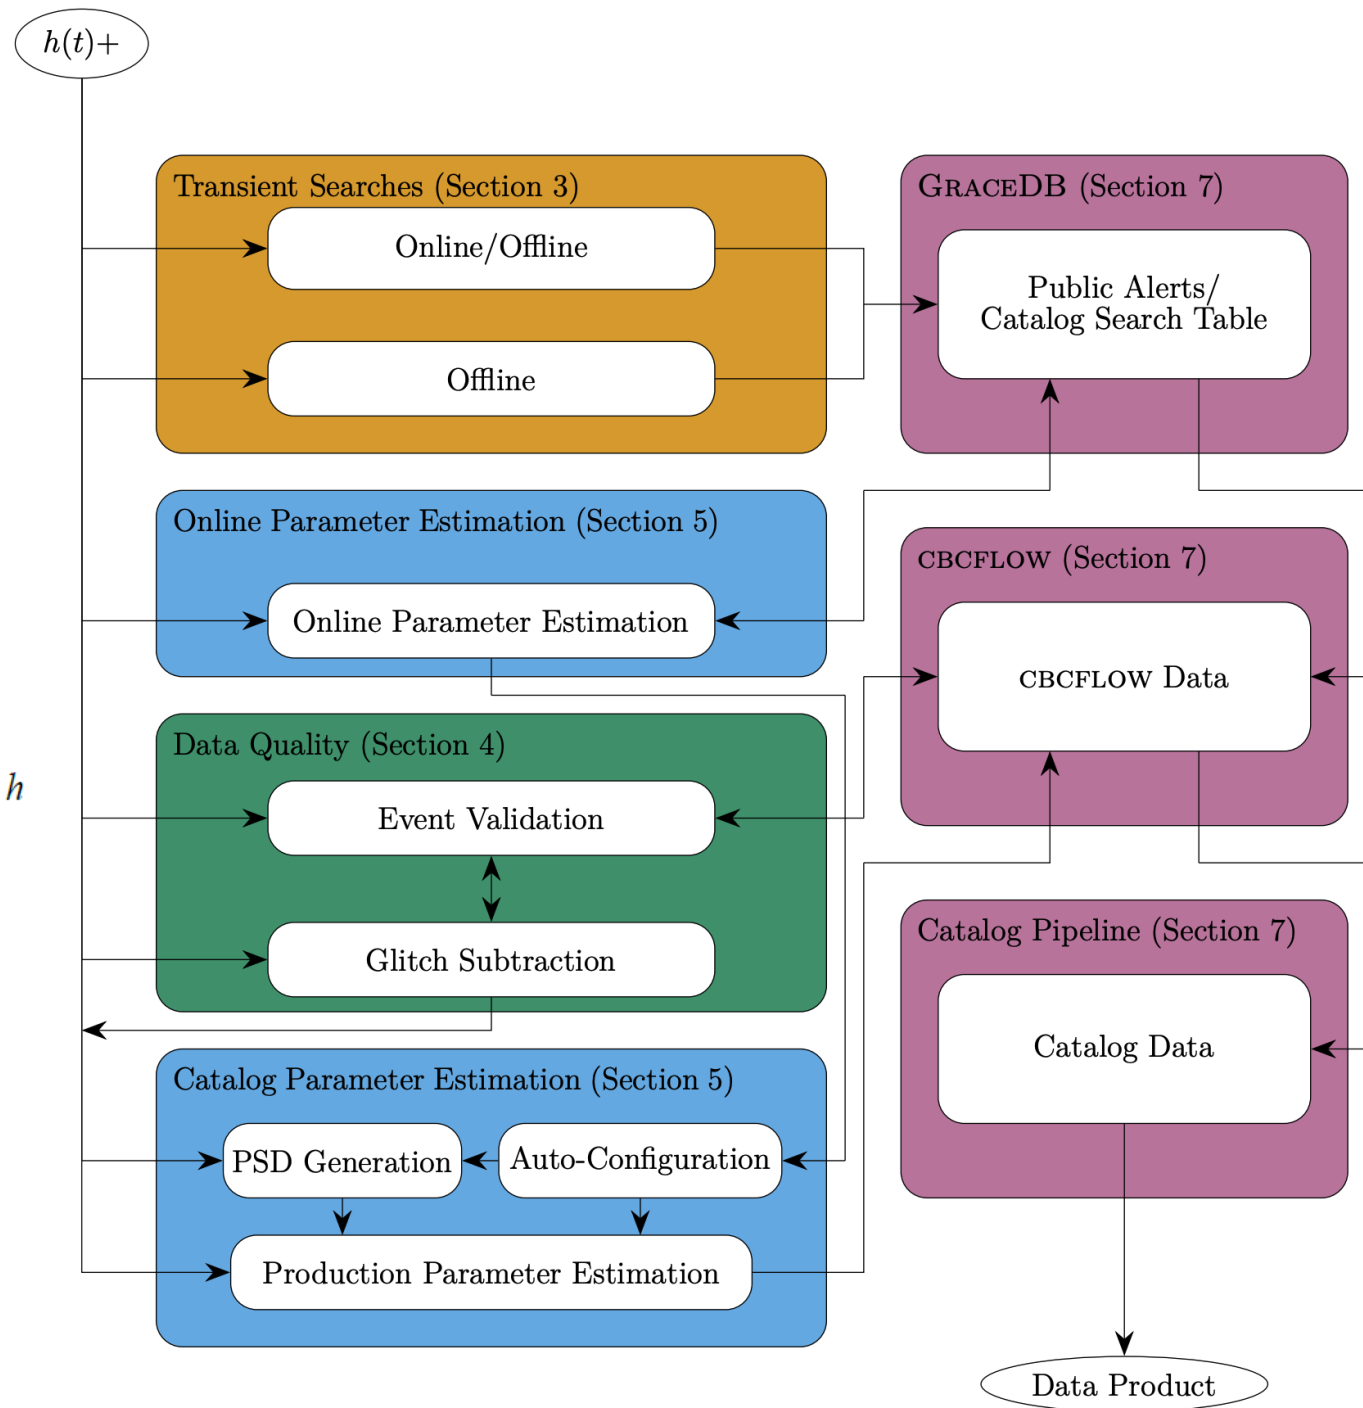 h(t)+
Transient Searches (Section 3)
Online/Offline
Offline
GRACEDB (Section 7)
Public Alerts/
Catalog Search Table
Online Parameter Estimation (Section 5)
Online Parameter Estimation
CBCFLOW (Section 7)
CBCFLOW Data
Data Quality (Section 4)
Event Validation
Glitch Subtraction
h
Catalog Pipeline (Section 7)
Catalog Data
Catalog Parameter Estimation (Section 5)
PSD Generation
Auto-Configuration
Production Parameter Estimation
Data Product